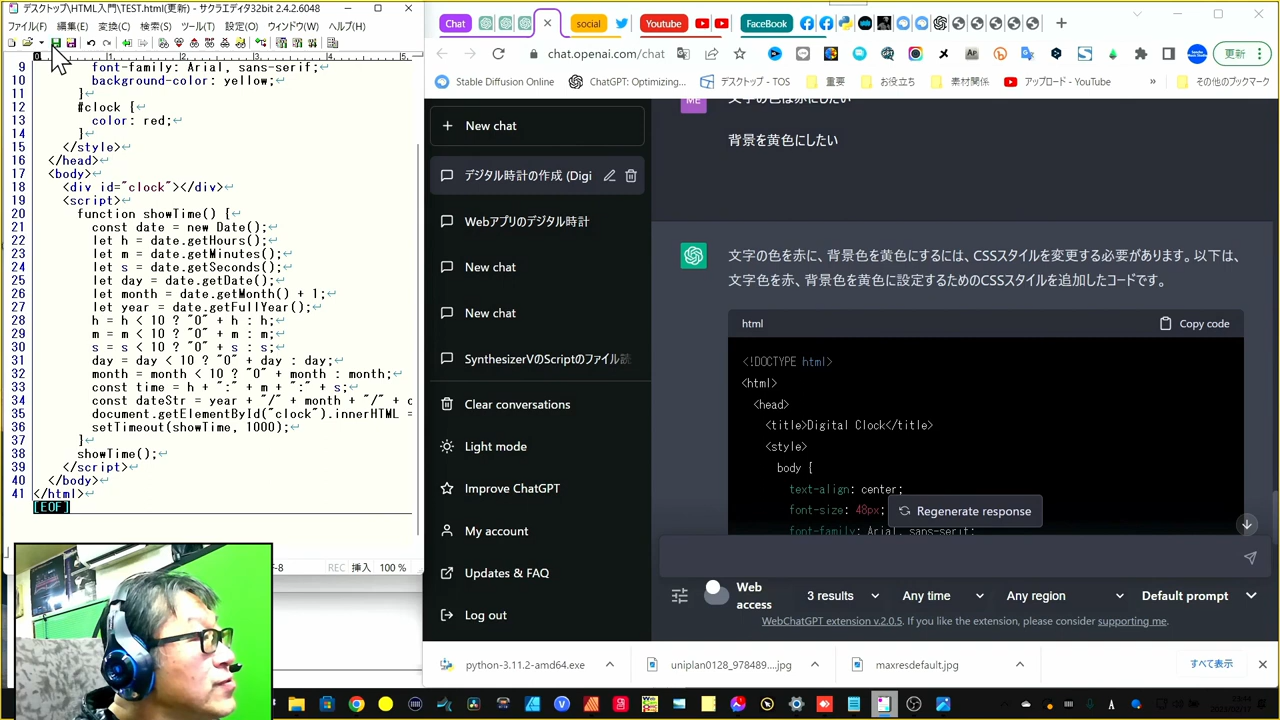 デスクトップ\HTML入門\TEST.html(更新) - サクラエディタ32bit 2.4.2.6048
ファイル(F) 編集(E) 変換(C) 検索(S) ツール(T) 設定(O) ウィンドウ(W) ヘルプ(H)
9 font-family: Arial, sans-serif;
10 background-color: yellow;
11 }
12 #clock {
13 color: red;
14 }
15 </style>
16 </head>
17 <body>
18 <div id="clock"></div>
19 <script>
20 function showTime() {
21 const date = new Date();
22 let h = date.getHours();
23 let m = date.getMinutes();
24 let s = date.getSeconds();
25 let day = date.getDate();
26 let month = date.getMonth() + 1;
27 let year = date.getFullYear();
28 h = h < 10 ? "0" + h : h;
29 m = m < 10 ? "0" + m : m;
30 s = s < 10 ? "0" + s : s;
31 day = day < 10 ? "0" + day : day;
32 month = month < 10 ? "0" + month : month;
33 const time = h + ":" + m + ":" + s;
34 const dateStr = year + "/" + month + "/" +
35 document.getElementById("clock").innerHTML =
36 setTimeout(showTime, 1000);
37 }
38 showTime();
39 </script>
40 </body>
41 </html>
[EOF]
REC 挿入 100 %
Chat social Youtube FaceBook
chat.openai.com/chat 更新
Stable Diffusion Online ChatGPT: Optimizing... デスクトップ - TOS 重要 お役立ち 素材関係 アップロード - YouTube » その他のブックマーク
New chat
デジタル時計の作成 (Digi
Webアプリのデジタル時計
New chat
New chat
SynthesizerVのScriptのファイル
Clear conversations
Light mode
Improve ChatGPT
My account
Updates & FAQ
Log out
ME 文字の色は赤にしたい
背景を黄色にしたい
文字の色を赤に、背景色を黄色にするには、CSSスタイルを変更する必要があります。以下は、
文字色を赤、背景色を黄色に設定するためのCSSスタイルを追加したコードです。
html Copy code
<!DOCTYPE html>
<html>
<head>
<title>Digital Clock</title>
<style>
body {
text-align: center;
font-size: 48px;
font-family: Arial, sans-serif;
Regenerate response
Web access 3 results Any time Any region Default prompt
WebChatGPT extension v.2.0.5. If you like the extension, please consider supporting me.
python-3.11.2-amd64.exe uniplan0128_978489....jpg maxresdefault.jpg すべて表示